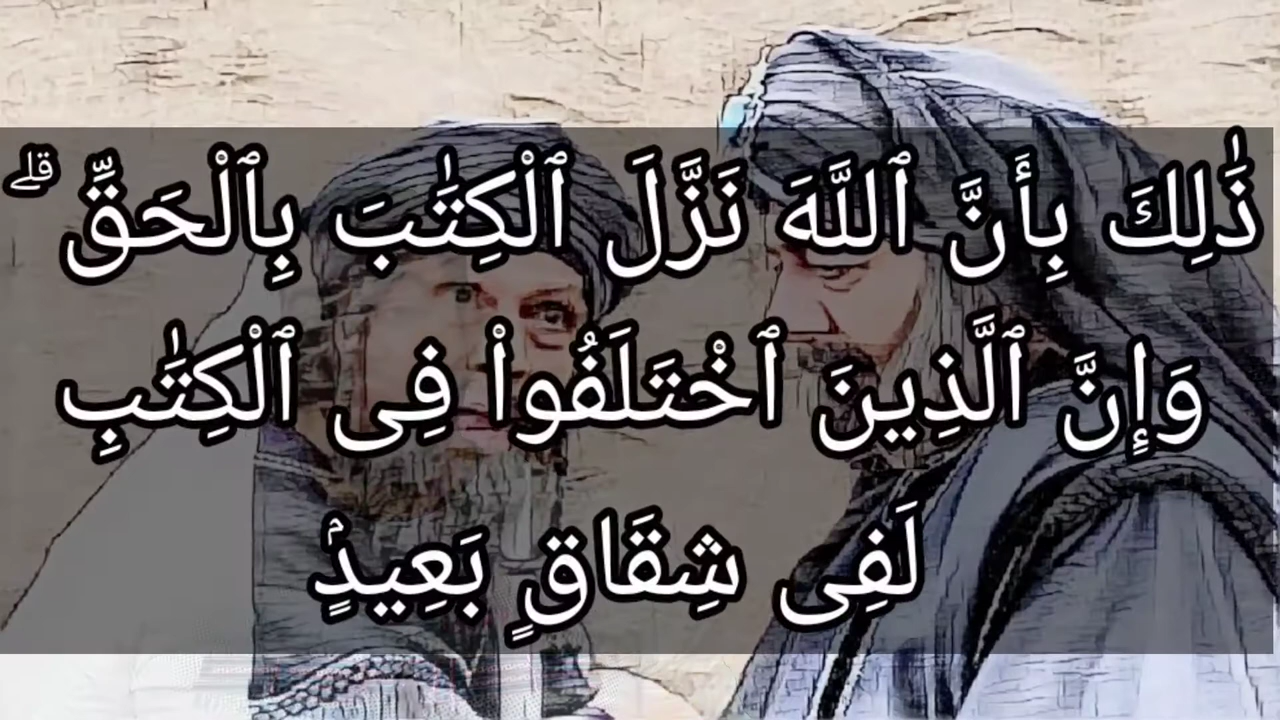 ذَٰلِكَ بِأَنَّ ٱللَّهَ نَزَّلَ ٱلْكِتَٰبَ بِٱلْحَقِّ ۗ
وَإِنَّ ٱلَّذِينَ ٱخْتَلَفُوا۟ فِى ٱلْكِتَٰبِ
لَفِى شِقَاقٍۭ بَعِيدٍۢ